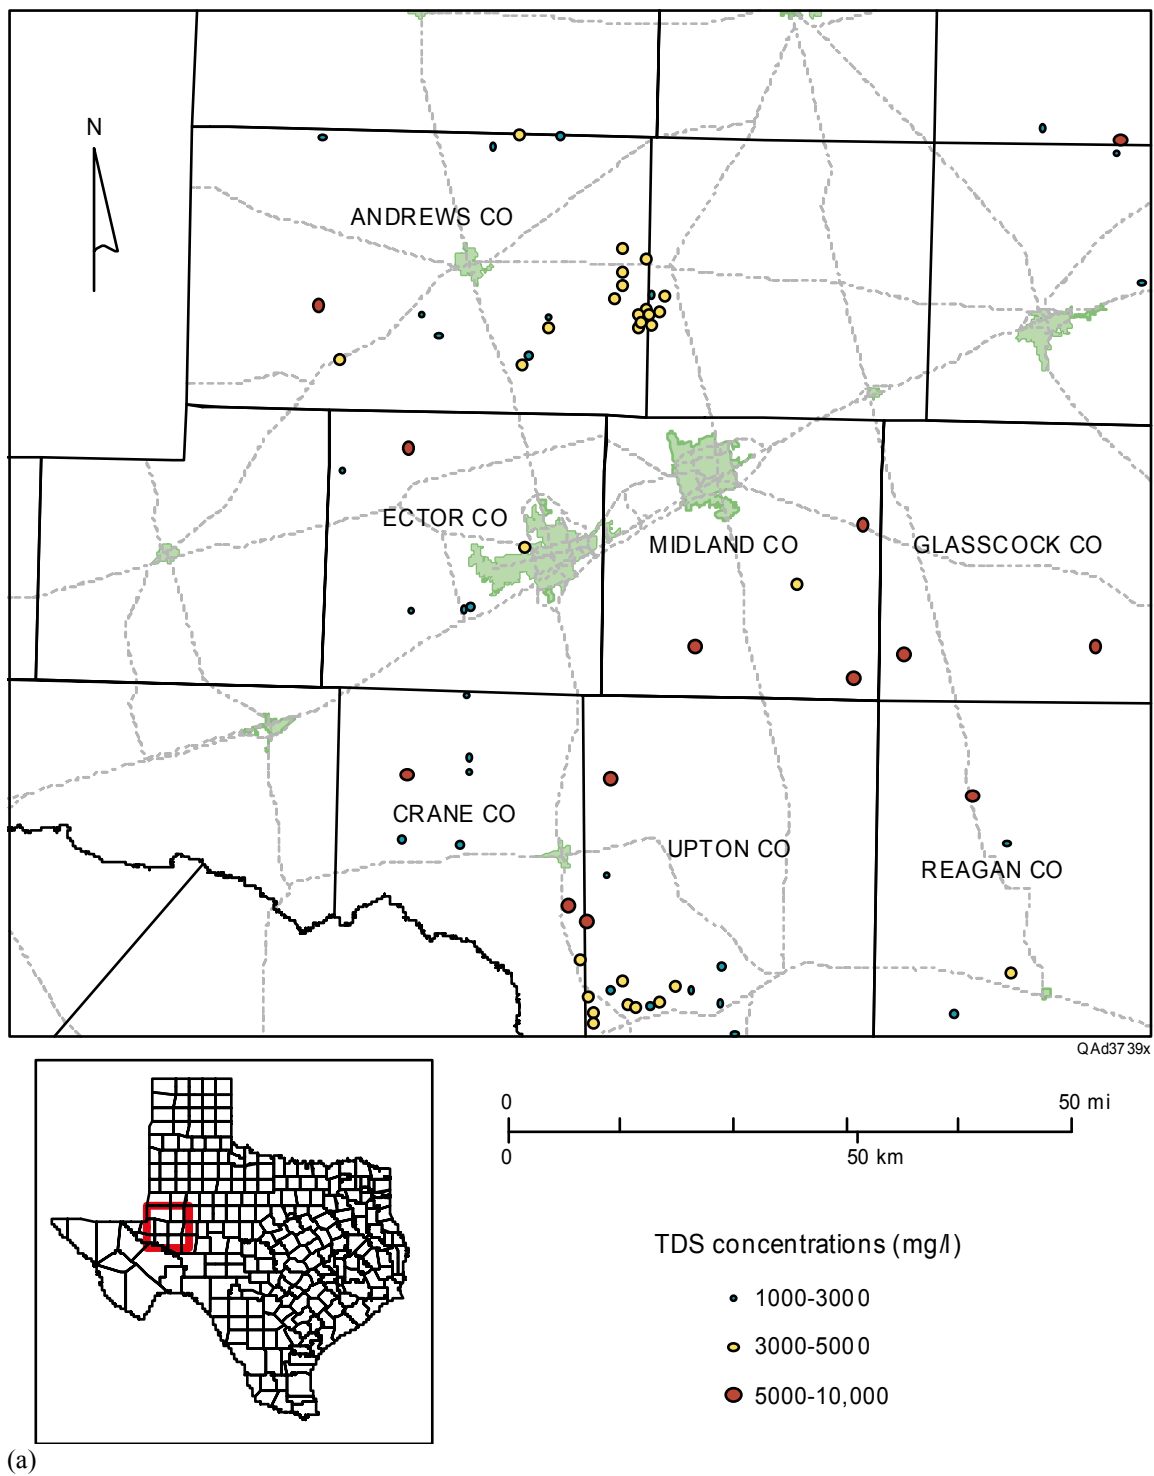 N
ANDREWS CO
ECTOR CO
MIDLAND CO
GLASSCOCK CO
CRANE CO
UPTON CO
REAGAN CO
QAd3739x
0 50 mi
0 50 km
TDS concentrations (mg/l)
1000-3000
3000-5000
5000-10,000
(a)